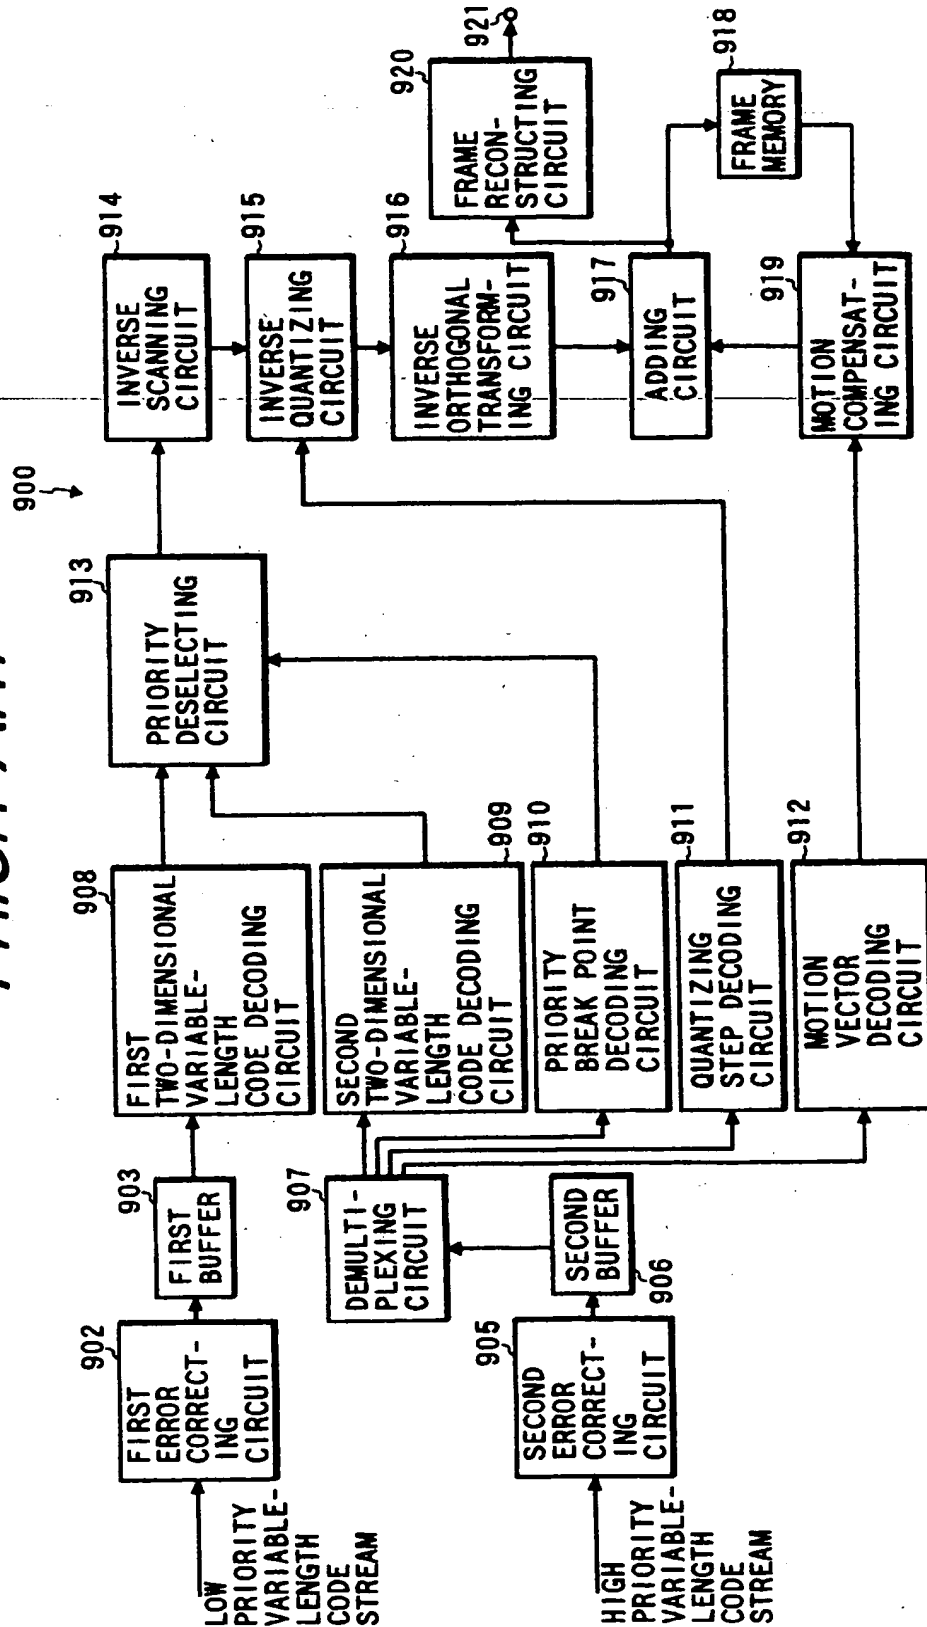 900
LOW
PRIORITY
VARIABLE-
LENGTH
CODE
STREAM
902
FIRST
ERROR
CORRECT-
ING
CIRCUIT
903
FIRST
BUFFER
908
FIRST
TWO-DIMENSIONAL
VARIABLE-
LENGTH
CODE DECODING
CIRCUIT
913
PRIORITY
DESELECTING
CIRCUIT
914
INVERSE
SCANNING
CIRCUIT
915
INVERSE
QUANTIZING
CIRCUIT
916
INVERSE
ORTHOGONAL
TRANSFORM-
ING CIRCUIT
917
ADDING
CIRCUIT
919
MOTION
COMPENSAT-
ING CIRCUIT
918
FRAME
MEMORY
920
FRAME
RECON-
STRUCTING
CIRCUIT
921
HIGH
PRIORITY
VARIABLE-
LENGTH
CODE
STREAM
905
SECOND
ERROR
CORRECT-
ING
CIRCUIT
906
SECOND
BUFFER
907
DEMULTI-
PLEXING
CIRCUIT
909
SECOND
TWO-DIMENSIONAL
VARIABLE-
LENGTH
CODE DECODING
CIRCUIT
910
PRIORITY
BREAK POINT
DECODING
CIRCUIT
911
QUANTIZING
STEP DECODING
CIRCUIT
912
MOTION
VECTOR
DECODING
CIRCUIT